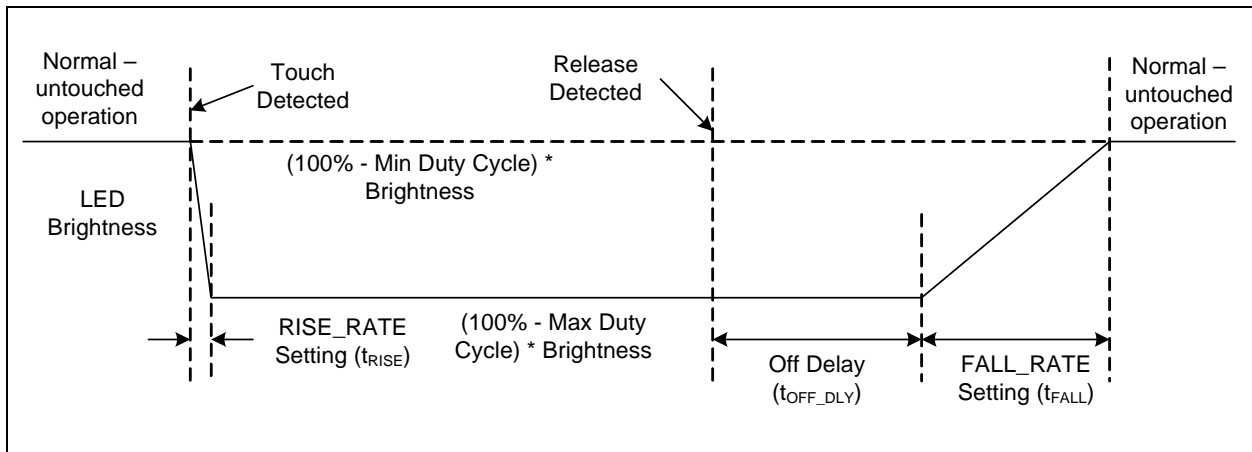 Normal –
untouched
operation
Touch
Detected
Release
Detected
Normal –
untouched
operation
(100% - Min Duty Cycle) *
Brightness
LED
Brightness
RISE_RATE
Setting (tRISE)
(100% - Max Duty
Cycle) * Brightness
Off Delay
(tOFF_DLY)
FALL_RATE
Setting (tFALL)